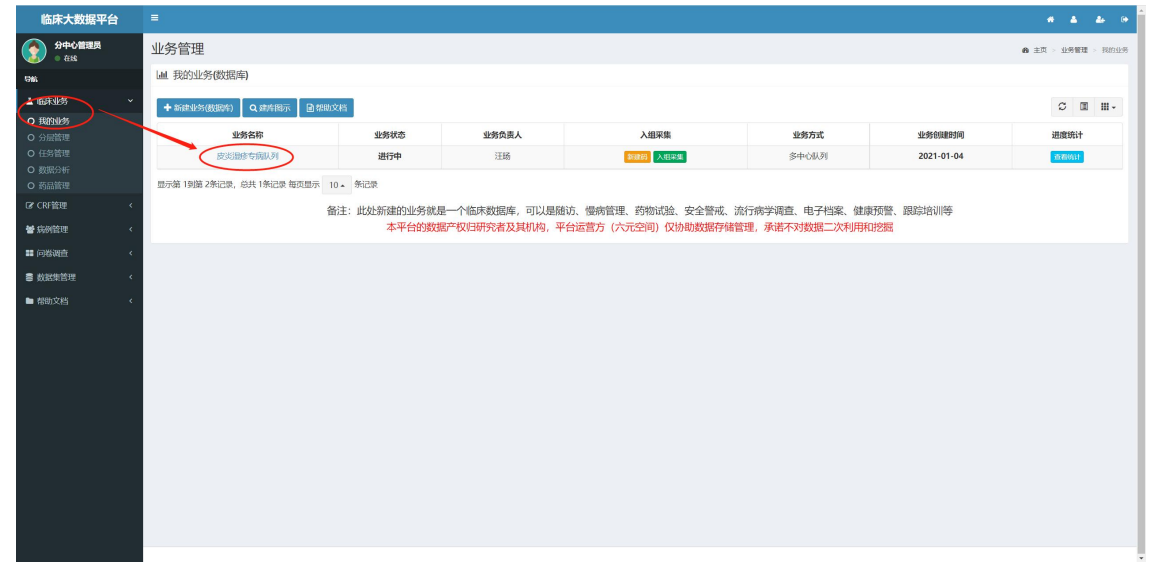 临床大数据平台
分中心管理员
在线
导航
临床业务
我的业务
分层管理
任务管理
数据分析
药品管理
CRF管理
病例管理
问卷调查
数据集管理
帮助文档
业务管理
主页 > 业务管理 > 我的业务
我的业务(数据库)
新建业务(数据库) 建库图示 帮助文档
业务名称 业务状态 业务负责人 入组采集 业务方式 业务创建时间 进度统计
皮炎湿疹专病队列 进行中 汪旸 入组采集 多中心队列 2021-01-04 查看统计
显示第 1到第 2条记录，总共 1条记录 每页显示 10 条记录
备注：此处新建的业务就是一个临床数据库，可以是随访、慢病管理、药物试验、安全警戒、流行病学调查、电子档案、健康预警、跟踪培训等
本平台的数据产权归研究者及其机构，平台运营方（六元空间）仅协助数据存储管理，承诺不对数据二次利用和挖掘